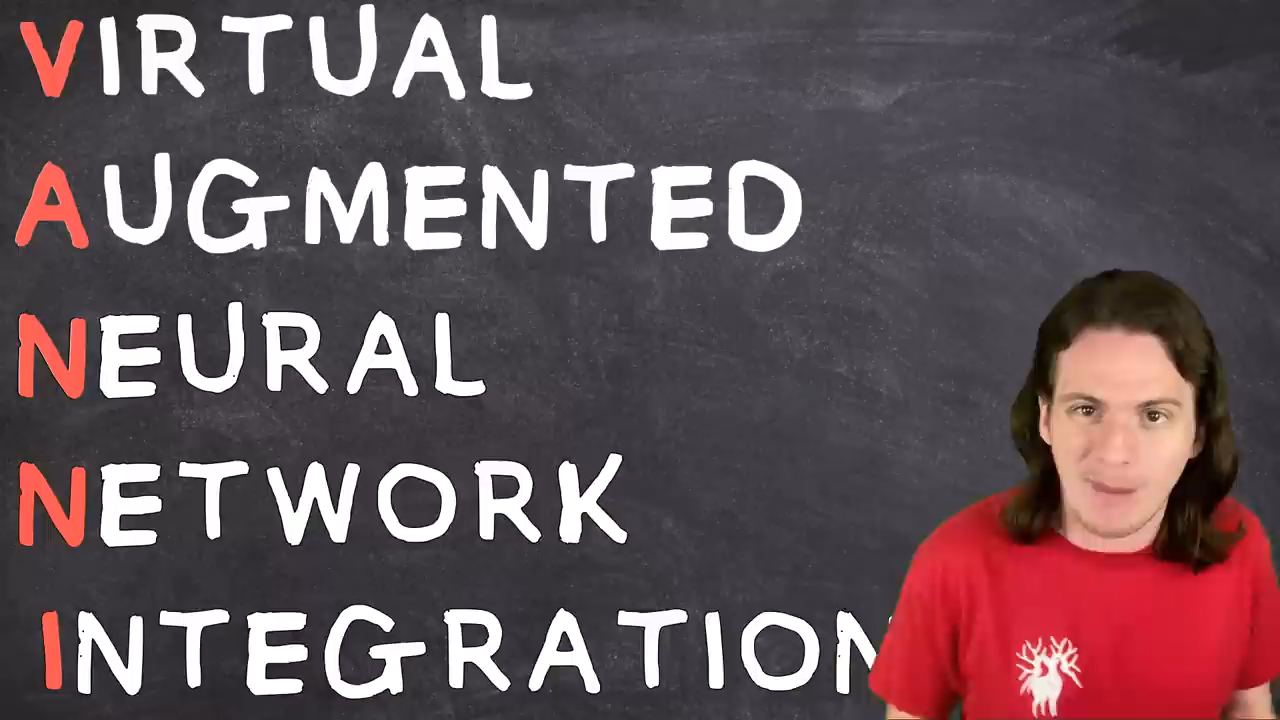 VIRTUAL
AUGMENTED
NEURAL
NETWORK
INTEGRATION